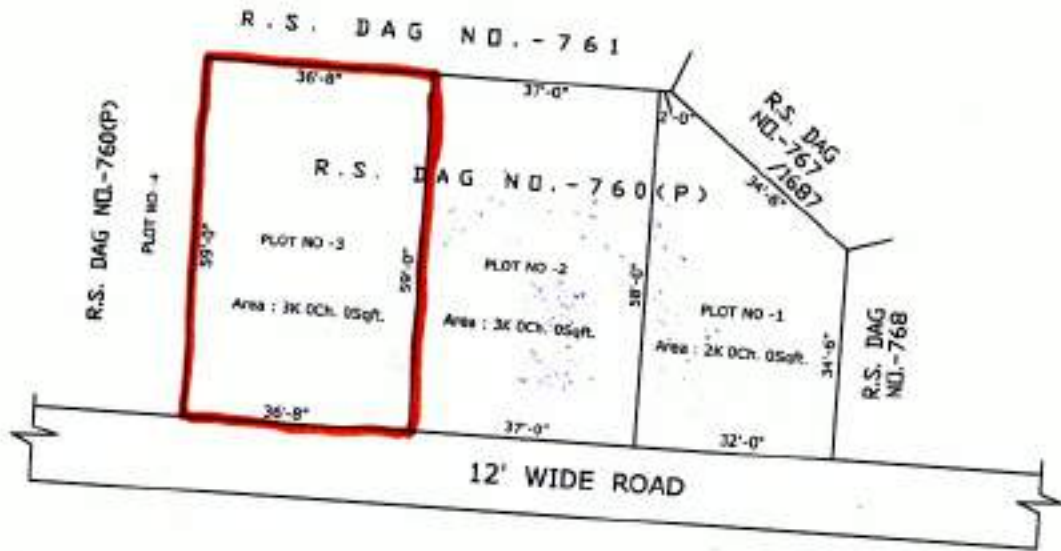 R.S. DAG NO.-761
36'-8"
37'-0"
2'-0"
R.S. DAG
NO.-767
/1687
34'-6"
R.S. DAG NO.-760(P)
PLOT NO -4
R.S. DAG NO.-760(P)
59'-0"
PLOT NO -3
Area : 3K 0Ch. 0Sqft.
59'-0"
PLOT NO -2
Area : 3K 0Ch. 0Sqft.
58'-0"
PLOT NO -1
Area : 2K 0Ch. 0Sqft.
34'-6"
R.S. DAG
NO.-768
36'-8"
37'-0"
32'-0"
12' WIDE ROAD